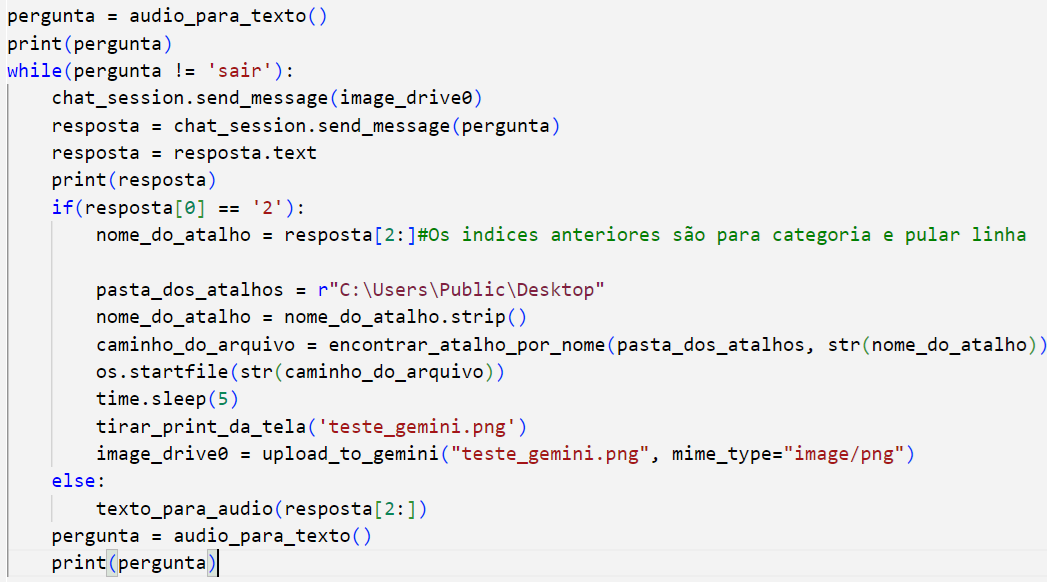 pergunta = audio_para_texto()
print(pergunta)
while(pergunta != 'sair'):
    chat_session.send_message(image_drive0)
    resposta = chat_session.send_message(pergunta)
    resposta = resposta.text
    print(resposta)
    if(resposta[0] == '2'):
        nome_do_atalho = resposta[2:]#Os indices anteriores são para categoria e pular linha

        pasta_dos_atalhos = r"C:\Users\Public\Desktop"
        nome_do_atalho = nome_do_atalho.strip()
        caminho_do_arquivo = encontrar_atalho_por_nome(pasta_dos_atalhos, str(nome_do_atalho))
        os.startfile(str(caminho_do_arquivo))
        time.sleep(5)
        tirar_print_da_tela('teste_gemini.png')
        image_drive0 = upload_to_gemini("teste_gemini.png", mime_type="image/png")
    else:
        texto_para_audio(resposta[2:])
    pergunta = audio_para_texto()
    print(pergunta)